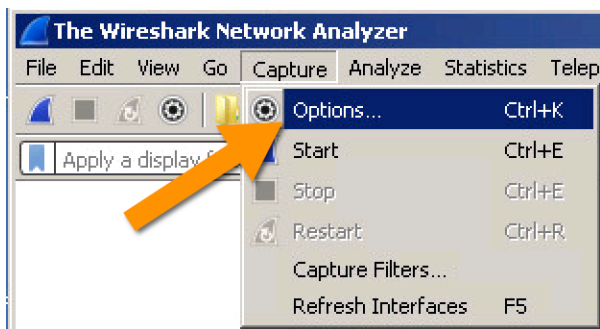 The Wireshark Network Analyzer
File Edit View Go Capture Analyze Statistics Telep
Options... Ctrl+K
Apply a display
Start Ctrl+E
Stop Ctrl+E
Restart Ctrl+R
Capture Filters...
Refresh Interfaces F5